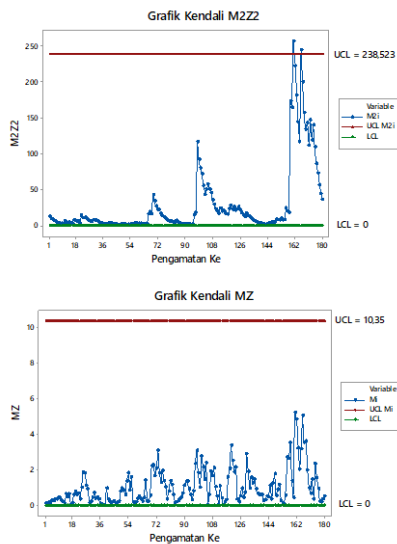 Grafik Kendali M2Z2
250
200
150
100
50
0
M2Z2
1 18 36 54 72 90 108 126 144 162 180
Pengamatan Ke
UCL = 238,523
Variable
M2i
UCL M2i
LCL
LCL = 0
Grafik Kendali MZ
10
8
6
4
2
0
MZ
1 18 36 54 72 90 108 126 144 162 180
Pengamatan Ke
UCL = 10,35
Variable
Mi
UCL Mi
LCL
LCL = 0